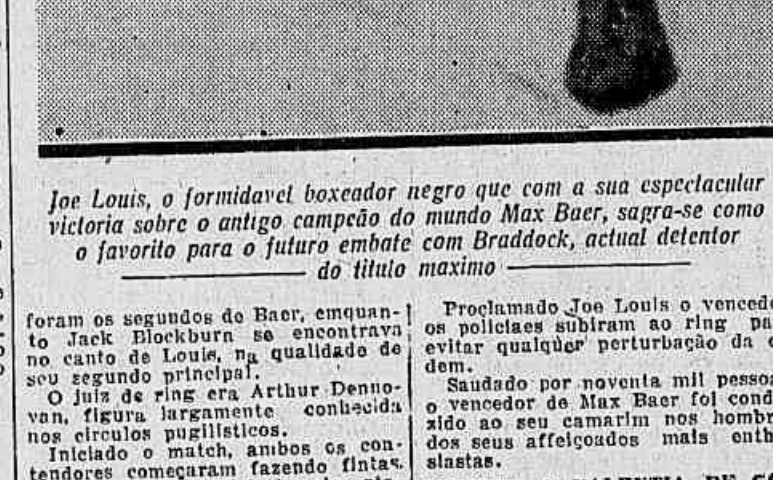 Joe Louis, o formidavel boxeador negro que com a sua espectacular
victoria sobre o antigo campeão do mundo Max Baer, sagra-se como
o favorito para o futuro embate com Braddock, actual detentor
do titulo maximo
foram os segundos de Baer, emquan-
to Jack Blockburn se encontrava
no canto de Louis, na qualidade de
seu segundo principal.
O juiz de ring era Arthur Denno-
van, figura largamente conhecida
nos circulos pugilisticos.
Iniciado o match, ambos os con-
tendores começaram fazendo fintas.
Proclamado Joe Louis o vencedo
os policiaes subiram ao ring pa
evitar qualquer perturbação da o
dem.
Saudado por noventa mil pessoa
o vencedor de Max Baer foi cond
zido ao seu camarim nos hombr
dos seus affeiçoados mais enth
siastas.